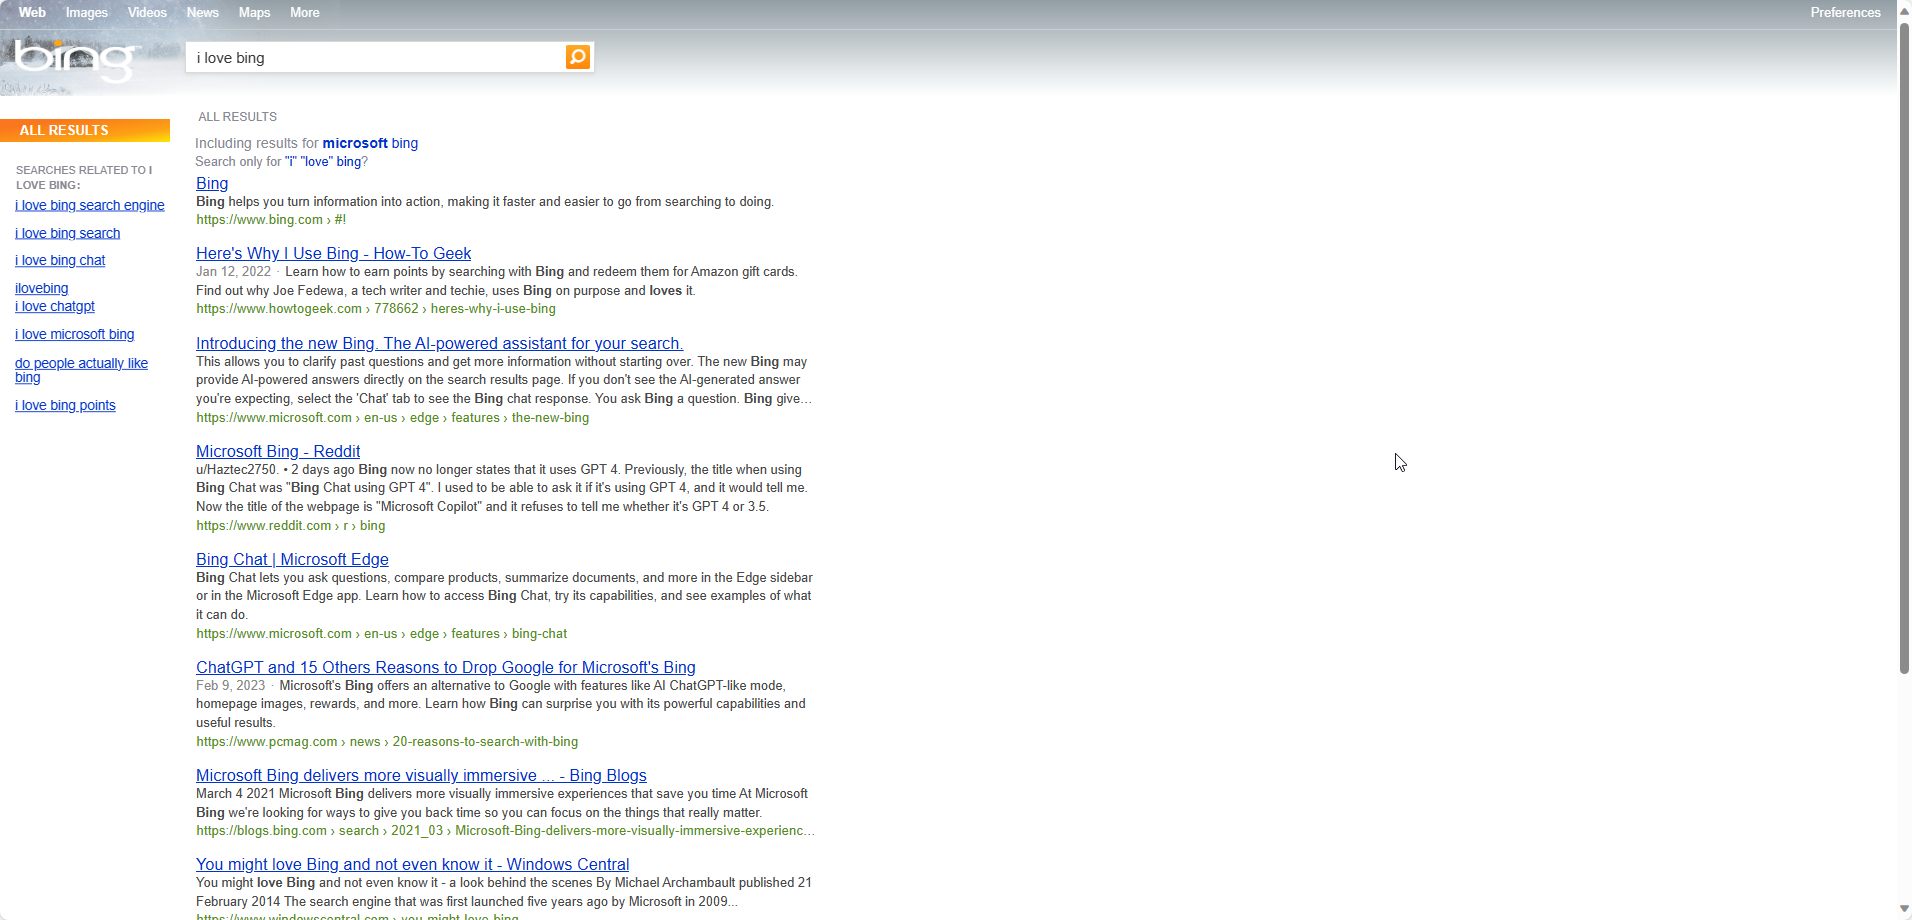 Web Images Videos News Maps More Preferences
bing
i love bing
ALL RESULTS
SEARCHES RELATED TO I
LOVE BING:
i love bing search engine
i love bing search
i love bing chat
ilovebing
i love chatgpt
i love microsoft bing
do people actually like
bing
i love bing points
ALL RESULTS
Including results for microsoft bing
Search only for "i" "love" bing?
Bing
Bing helps you turn information into action, making it faster and easier to go from searching to doing.
https://www.bing.com › #!
Here's Why I Use Bing - How-To Geek
Jan 12, 2022 · Learn how to earn points by searching with Bing and redeem them for Amazon gift cards.
Find out why Joe Fedewa, a tech writer and techie, uses Bing on purpose and loves it.
https://www.howtogeek.com › 778662 › heres-why-i-use-bing
Introducing the new Bing. The AI-powered assistant for your search.
This allows you to clarify past questions and get more information without starting over. The new Bing may
provide AI-powered answers directly on the search results page. If you don't see the AI-generated answer
you're expecting, select the 'Chat' tab to see the Bing chat response. You ask Bing a question. Bing give…
https://www.microsoft.com › en-us › edge › features › the-new-bing
Microsoft Bing - Reddit
u/Haztec2750. • 2 days ago Bing now no longer states that it uses GPT 4. Previously, the title when using
Bing Chat was "Bing Chat using GPT 4". I used to be able to ask it if it's using GPT 4, and it would tell me.
Now the title of the webpage is "Microsoft Copilot" and it refuses to tell me whether it's GPT 4 or 3.5.
https://www.reddit.com › r › bing
Bing Chat | Microsoft Edge
Bing Chat lets you ask questions, compare products, summarize documents, and more in the Edge sidebar
or in the Microsoft Edge app. Learn how to access Bing Chat, try its capabilities, and see examples of what
it can do.
https://www.microsoft.com › en-us › edge › features › bing-chat
ChatGPT and 15 Others Reasons to Drop Google for Microsoft's Bing
Feb 9, 2023 · Microsoft's Bing offers an alternative to Google with features like AI ChatGPT-like mode,
homepage images, rewards, and more. Learn how Bing can surprise you with its powerful capabilities and
useful results.
https://www.pcmag.com › news › 20-reasons-to-search-with-bing
Microsoft Bing delivers more visually immersive ... - Bing Blogs
March 4 2021 Microsoft Bing delivers more visually immersive experiences that save you time At Microsoft
Bing we're looking for ways to give you back time so you can focus on the things that really matter.
https://blogs.bing.com › search › 2021_03 › Microsoft-Bing-delivers-more-visually-immersive-experienc…
You might love Bing and not even know it - Windows Central
You might love Bing and not even know it - a look behind the scenes By Michael Archambault published 21
February 2014 The search engine that was first launched five years ago by Microsoft in 2009...
https://www.windowscentral.com › you-might-love-bing